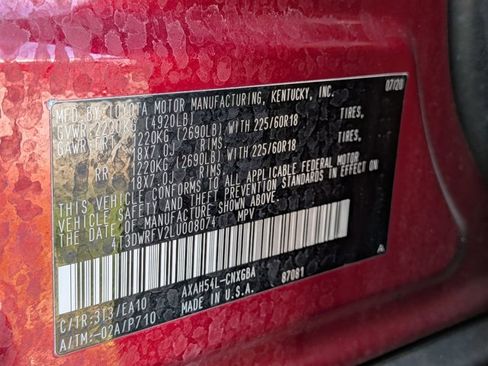 MFD BY: TOYOTA MOTOR MANUFACTURING, KENTUCKY, INC. 07/20
GVWR: 2220KG (4920LB)
GAWR: FR. 1220KG (2690LB) WITH 225/60R18 TIRES,
18X7.0J RIMS.
RR. 1220KG (2690LB) WITH 225/60R18 TIRES,
18X7.0J RIMS.
THIS VEHICLE CONFORMS TO ALL APPLICABLE FEDERAL MOTOR
VEHICLE SAFETY AND THEFT PREVENTION STANDARDS IN EFFECT ON
THE DATE OF MANUFACTURE SHOWN ABOVE.
4T3DWRFV2LU008074 MPV
C/TR:3T3/EA10 AXAH54L-CNXGBA 87081
A/TM:-02A/P710 MADE IN U.S.A.